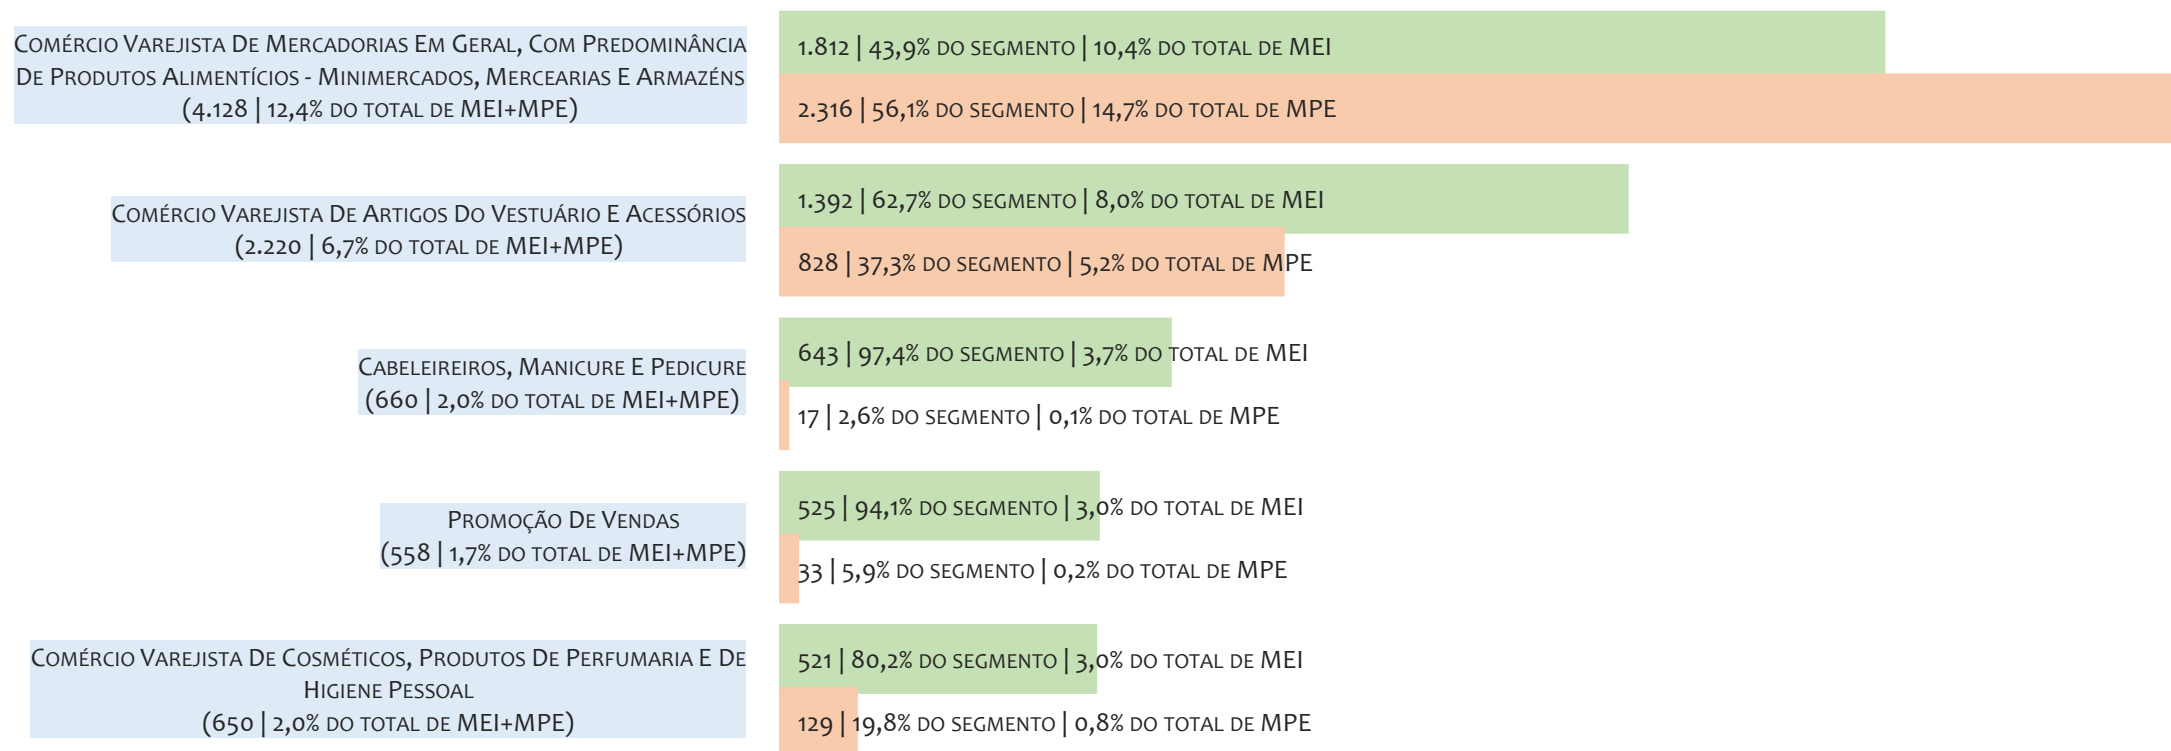 Comércio Varejista De Mercadorias Em Geral, Com Predominância
De Produtos Alimentícios - Minimercados, Mercearias E Armazéns
(4.128 | 12,4% do total de MEI+MPE)
1.812 | 43,9% do segmento | 10,4% do total de MEI
2.316 | 56,1% do segmento | 14,7% do total de MPE
Comércio Varejista De Artigos Do Vestuário E Acessórios
(2.220 | 6,7% do total de MEI+MPE)
1.392 | 62,7% do segmento | 8,0% do total de MEI
828 | 37,3% do segmento | 5,2% do total de MPE
Cabeleireiros, Manicure E Pedicure
(660 | 2,0% do total de MEI+MPE)
643 | 97,4% do segmento | 3,7% do total de MEI
17 | 2,6% do segmento | 0,1% do total de MPE
Promoção De Vendas
(558 | 1,7% do total de MEI+MPE)
525 | 94,1% do segmento | 3,0% do total de MEI
33 | 5,9% do segmento | 0,2% do total de MPE
Comércio Varejista De Cosméticos, Produtos De Perfumaria E De
Higiene Pessoal
(650 | 2,0% do total de MEI+MPE)
521 | 80,2% do segmento | 3,0% do total de MEI
129 | 19,8% do segmento | 0,8% do total de MPE